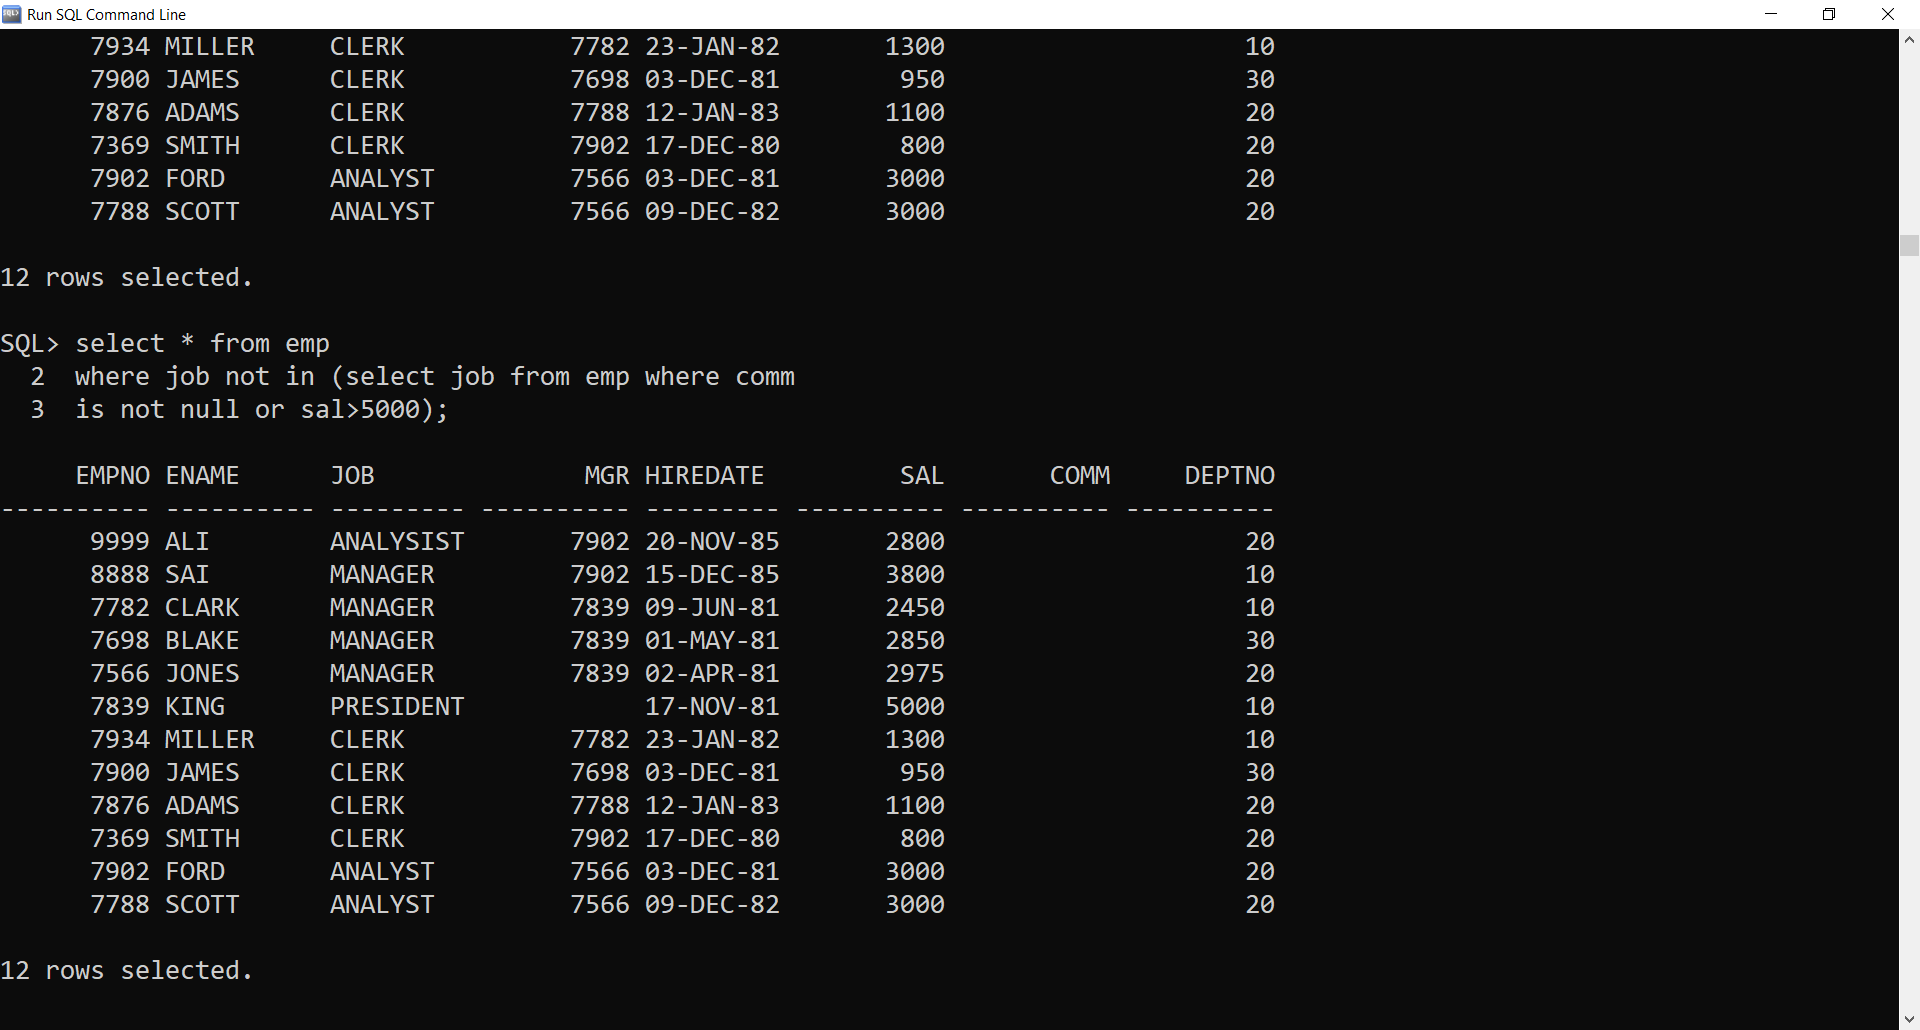 Run SQL Command Line
7934 MILLER     CLERK           7782 23-JAN-82       1300                    10
7900 JAMES      CLERK           7698 03-DEC-81        950                    30
7876 ADAMS      CLERK           7788 12-JAN-83       1100                    20
7369 SMITH      CLERK           7902 17-DEC-80        800                    20
7902 FORD       ANALYST         7566 03-DEC-81       3000                    20
7788 SCOTT      ANALYST         7566 09-DEC-82       3000                    20
12 rows selected.
SQL> select * from emp
  2  where job not in (select job from emp where comm
  3  is not null or sal>5000);
     EMPNO ENAME      JOB              MGR HIREDATE         SAL       COMM     DEPTNO
---------- ---------- --------- ---------- --------- ---------- ---------- ----------
      9999 ALI        ANALYSIST       7902 20-NOV-85       2800                    20
      8888 SAI        MANAGER         7902 15-DEC-85       3800                    10
      7782 CLARK      MANAGER         7839 09-JUN-81       2450                    10
      7698 BLAKE      MANAGER         7839 01-MAY-81       2850                    30
      7566 JONES      MANAGER         7839 02-APR-81       2975                    20
      7839 KING       PRESIDENT            17-NOV-81       5000                    10
      7934 MILLER     CLERK           7782 23-JAN-82       1300                    10
      7900 JAMES      CLERK           7698 03-DEC-81        950                    30
      7876 ADAMS      CLERK           7788 12-JAN-83       1100                    20
      7369 SMITH      CLERK           7902 17-DEC-80        800                    20
      7902 FORD       ANALYST         7566 03-DEC-81       3000                    20
      7788 SCOTT      ANALYST         7566 09-DEC-82       3000                    20
12 rows selected.